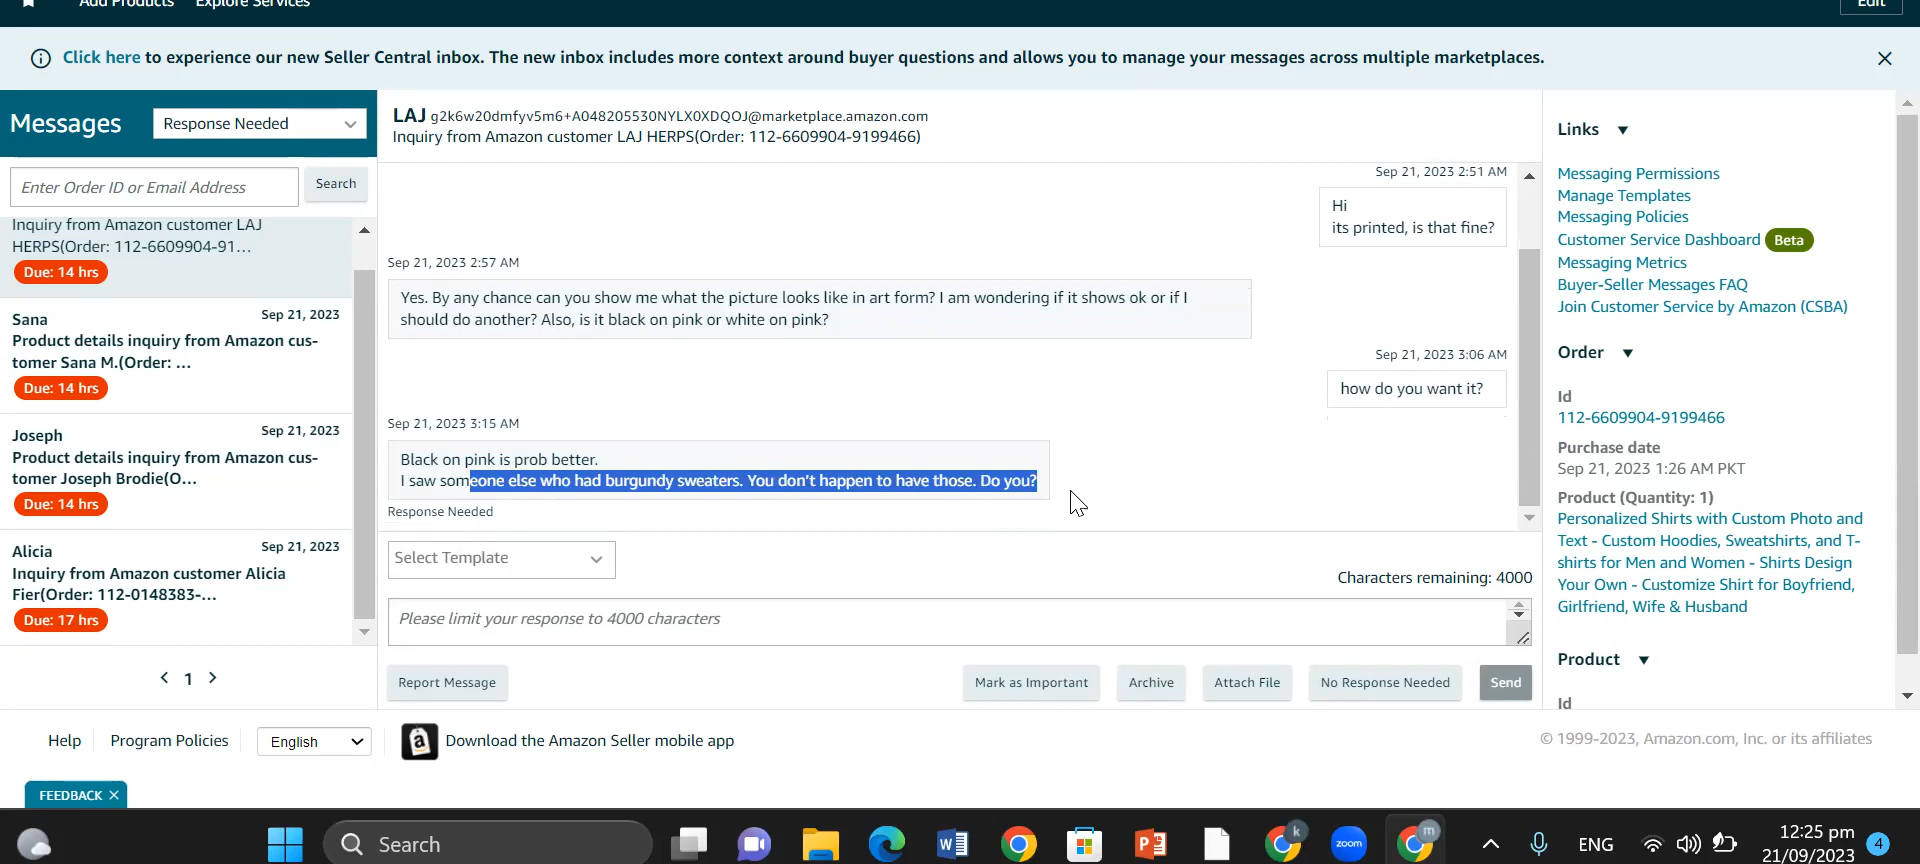 Add Products Explore Services
Edit
Click here to experience our new Seller Central inbox. The new inbox includes more context around buyer questions and allows you to manage your messages across multiple marketplaces.
Messages
Response Needed
Enter Order ID or Email Address
Search
Inquiry from Amazon customer LAJ
HERPS(Order: 112-6609904-91...
Due: 14 hrs
Sana
Sep 21, 2023
Product details inquiry from Amazon cus-
tomer Sana M.(Order: ...
Due: 14 hrs
Joseph
Sep 21, 2023
Product details inquiry from Amazon cus-
tomer Joseph Brodie(O...
Due: 14 hrs
Alicia
Sep 21, 2023
Inquiry from Amazon customer Alicia
Fier(Order: 112-0148383-...
Due: 17 hrs
1
LAJ g2k6w20dmfyv5m6+A048205530NYLX0XDQOJ@marketplace.amazon.com
Inquiry from Amazon customer LAJ HERPS(Order: 112-6609904-9199466)
Sep 21, 2023 2:51 AM
Hi
its printed, is that fine?
Sep 21, 2023 2:57 AM
Yes. By any chance can you show me what the picture looks like in art form? I am wondering if it shows ok or if I
should do another? Also, is it black on pink or white on pink?
Sep 21, 2023 3:06 AM
how do you want it?
Sep 21, 2023 3:15 AM
Black on pink is prob better.
I saw someone else who had burgundy sweaters. You don't happen to have those. Do you?
Response Needed
Select Template
Characters remaining: 4000
Please limit your response to 4000 characters
Report Message
Mark as Important
Archive
Attach File
No Response Needed
Send
Links
Messaging Permissions
Manage Templates
Messaging Policies
Customer Service Dashboard Beta
Messaging Metrics
Buyer-Seller Messages FAQ
Join Customer Service by Amazon (CSBA)
Order
Id
112-6609904-9199466
Purchase date
Sep 21, 2023 1:26 AM PKT
Product (Quantity: 1)
Personalized Shirts with Custom Photo and
Text - Custom Hoodies, Sweatshirts, and T-
shirts for Men and Women - Shirts Design
Your Own - Customize Shirt for Boyfriend,
Girlfriend, Wife & Husband
Product
Id
Help
Program Policies
English
Download the Amazon Seller mobile app
© 1999-2023, Amazon.com, Inc. or its affiliates
FEEDBACK
Search
k
zoom
m
ENG
12:25 pm
21/09/2023
4